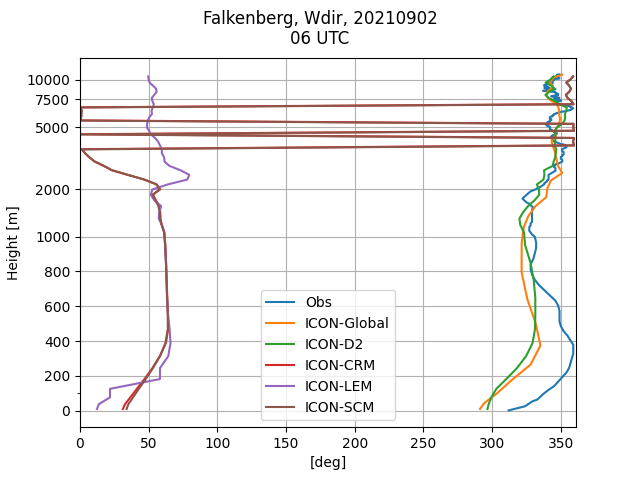 Falkenberg, Wdir, 20210902
06 UTC
Height [m]
10000
7500
5000
2000
1000
800
600
400
200
0
0 50 100 150 200 250 300 350
[deg]
Obs
ICON-Global
ICON-D2
ICON-CRM
ICON-LEM
ICON-SCM